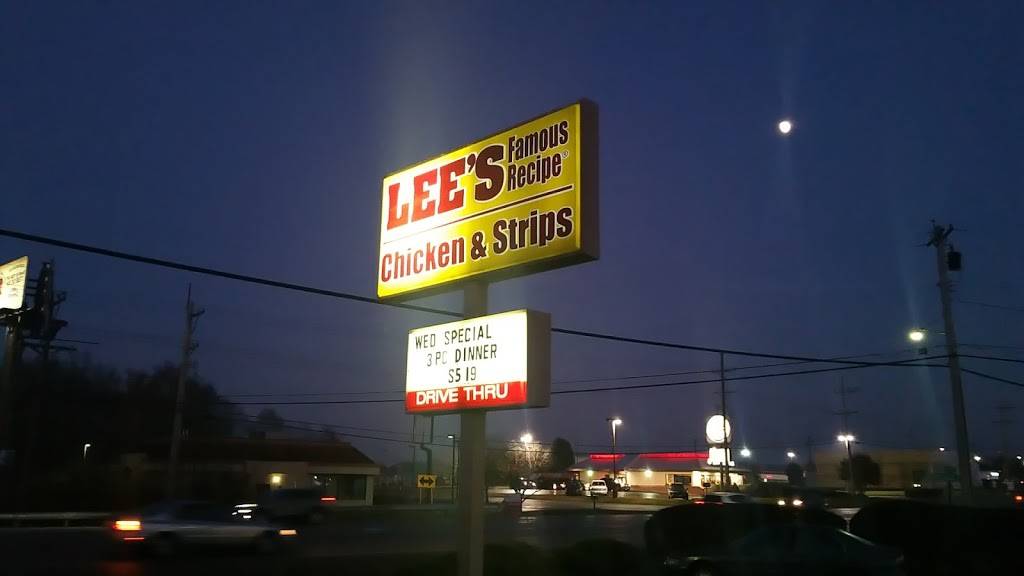 LEE'S Famous
Recipe®
Chicken & Strips
WED SPECIAL
3 PC DINNER
$5 19
DRIVE THRU